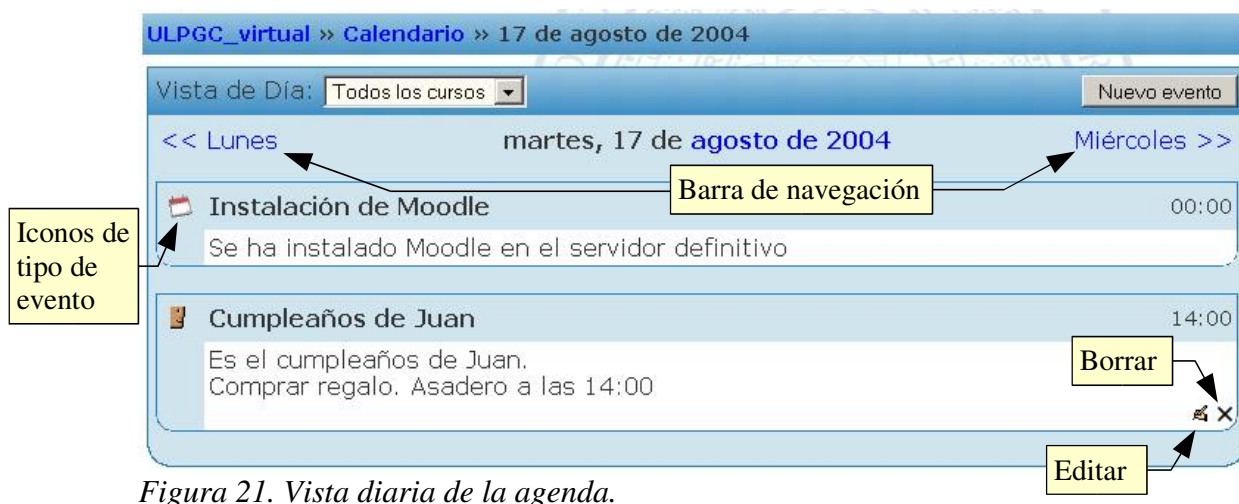 ULPGC_virtual » Calendario » 17 de agosto de 2004
Vista de Día: Todos los cursos Nuevo evento
<< Lunes martes, 17 de agosto de 2004 Miércoles >>
Barra de navegación
Instalación de Moodle 00:00
Iconos de
tipo de
evento
Se ha instalado Moodle en el servidor definitivo
Cumpleaños de Juan 14:00
Es el cumpleaños de Juan.
Comprar regalo. Asadero a las 14:00
Borrar
Editar
Figura 21. Vista diaria de la agenda.